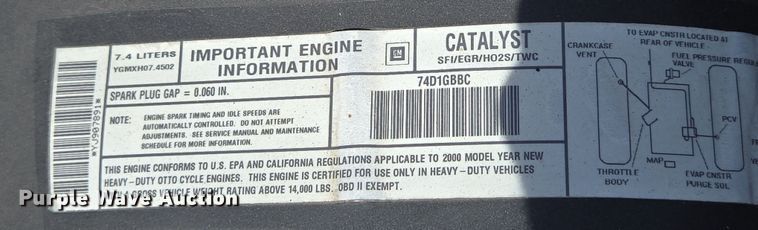 7.4 LITERS
YGMXH07.4502
IMPORTANT ENGINE
INFORMATION
GM
CATALYST
SFI/EGR/HO2S/TWC
SPARK PLUG GAP = 0.060 IN.
NOTE: ENGINE SPARK TIMING AND IDLE SPEEDS ARE
AUTOMATICALLY CONTROLLED. DO NOT ATTEMPT
ADJUSTMENTS. SEE SERVICE MANUAL AND MAINTENANCE
SCHEDULE FOR MORE INFORMATION.
74D1GBBC
*YJ907891*
THIS ENGINE CONFORMS TO U.S. EPA AND CALIFORNIA REGULATIONS APPLICABLE TO 2000 MODEL YEAR NEW
HEAVY-DUTY OTTO CYCLE ENGINES. THIS ENGINE IS CERTIFIED FOR USE ONLY IN HEAVY-DUTY VEHICLES
GROSS VEHICLE WEIGHT RATING ABOVE 14,000 LBS. OBD II EXEMPT.
TO EVAP CNSTR LOCATED AT
REAR OF VEHICLE
CRANKCASE
VENT
FUEL PRESSURE REGU
VALVE
PCV
MAP
THROTTLE
BODY
EVAP CNSTR
PURGE SOL
Purple Wave Auction
Purple Wave Auction